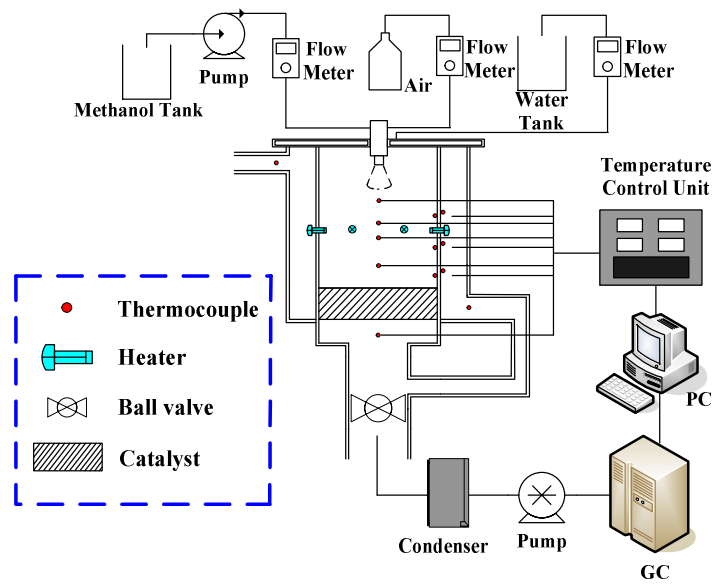 Methanol Tank
Pump
Flow
Meter
Air
Flow
Meter
Water
Tank
Flow
Meter
Temperature
Control Unit
Thermocouple
Heater
Ball valve
Catalyst
PC
Condenser
Pump
GC